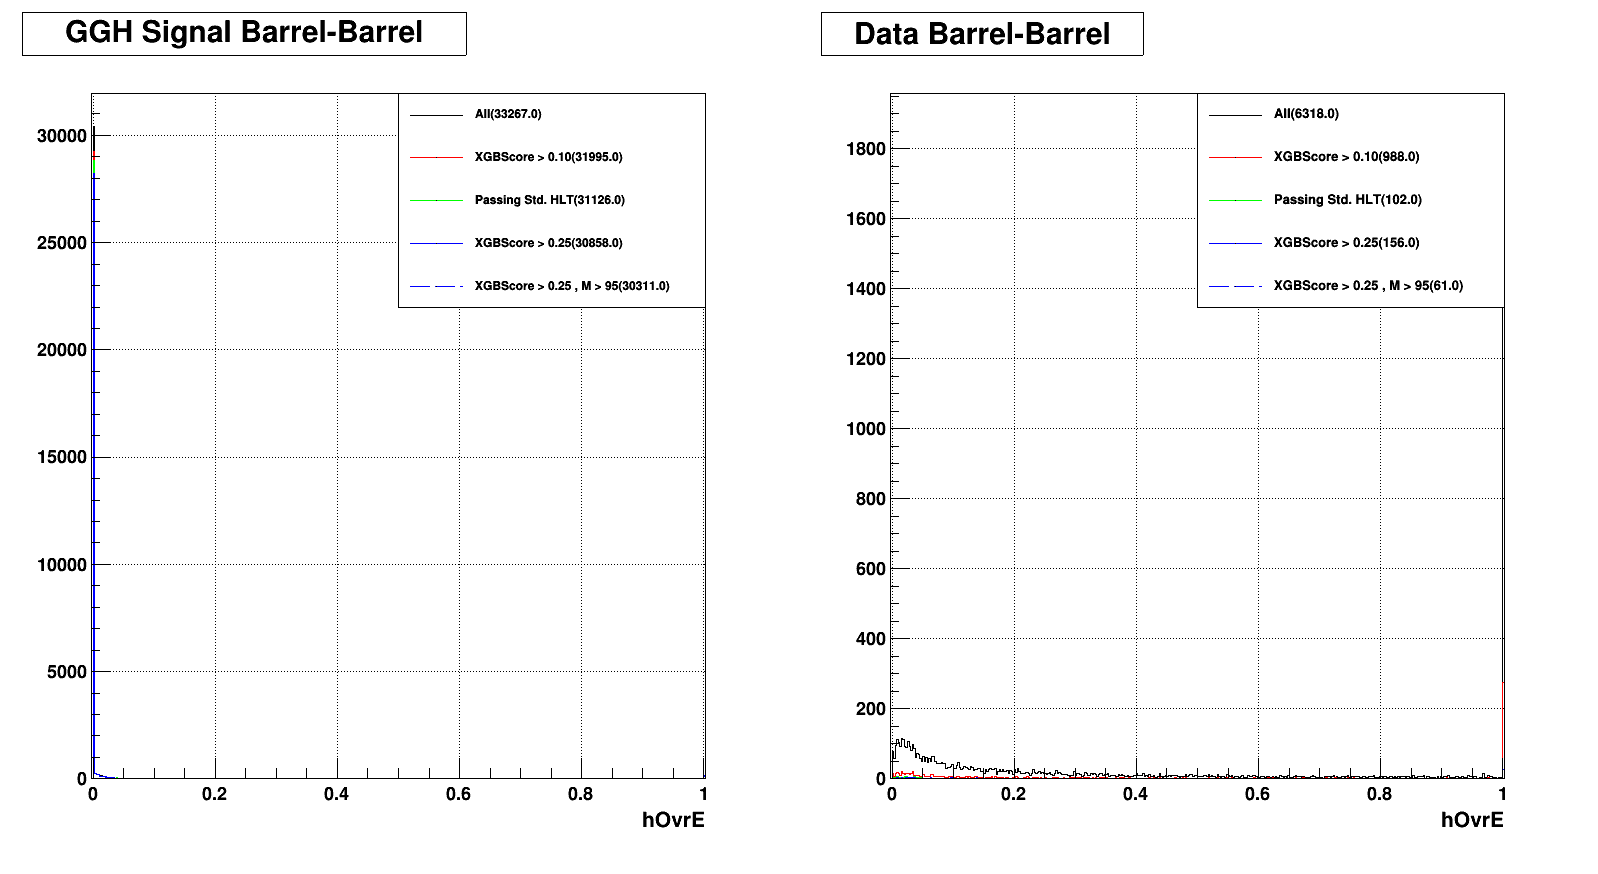 GGH Signal Barrel-Barrel
All(33267.0)
XGBScore > 0.10(31995.0)
Passing Std. HLT(31126.0)
XGBScore > 0.25(30858.0)
XGBScore > 0.25 , M > 95(30311.0)
30000
25000
20000
15000
10000
5000
0
0 0.2 0.4 0.6 0.8 1
hOvrE
Data Barrel-Barrel
All(6318.0)
XGBScore > 0.10(988.0)
Passing Std. HLT(102.0)
XGBScore > 0.25(156.0)
XGBScore > 0.25 , M > 95(61.0)
1800
1600
1400
1200
1000
800
600
400
200
0
0 0.2 0.4 0.6 0.8 1
hOvrE